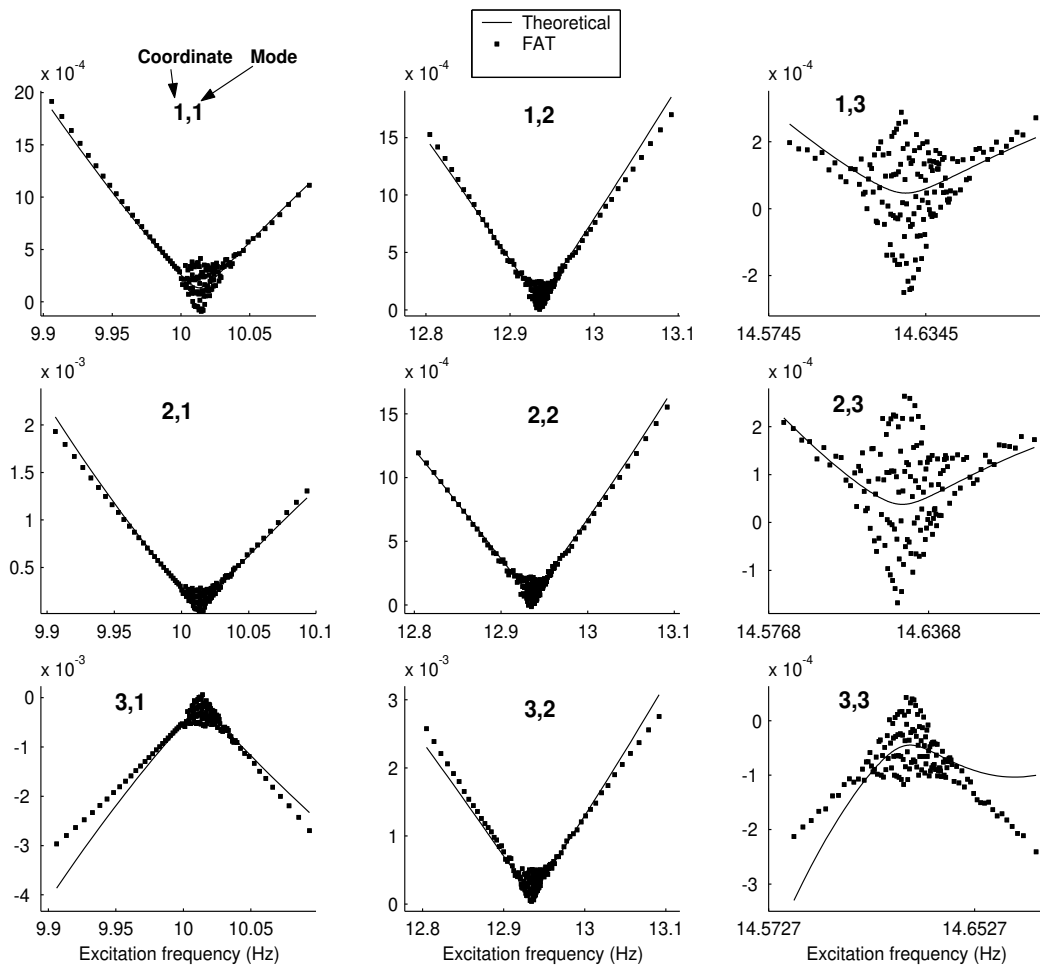 Theoretical
FAT
Coordinate Mode
x 10⁻⁴
20
15
10
5
0
9.9 9.95 10 10.05
1,1
x 10⁻⁴
15
10
5
0
12.8 12.9 13 13.1
1,2
x 10⁻⁴
2
0
-2
14.5745 14.6345
1,3
x 10⁻³
2
1.5
1
0.5
9.9 9.95 10 10.05 10.1
2,1
x 10⁻⁴
15
10
5
0
12.8 12.9 13 13.1
2,2
x 10⁻⁴
2
1
0
-1
14.5768 14.6368
2,3
x 10⁻³
0
-1
-2
-3
-4
9.9 9.95 10 10.05
Excitation frequency (Hz)
3,1
x 10⁻³
3
2
1
0
12.8 12.9 13 13.1
Excitation frequency (Hz)
3,2
x 10⁻⁴
0
-1
-2
-3
14.5727 14.6527
Excitation frequency (Hz)
3,3